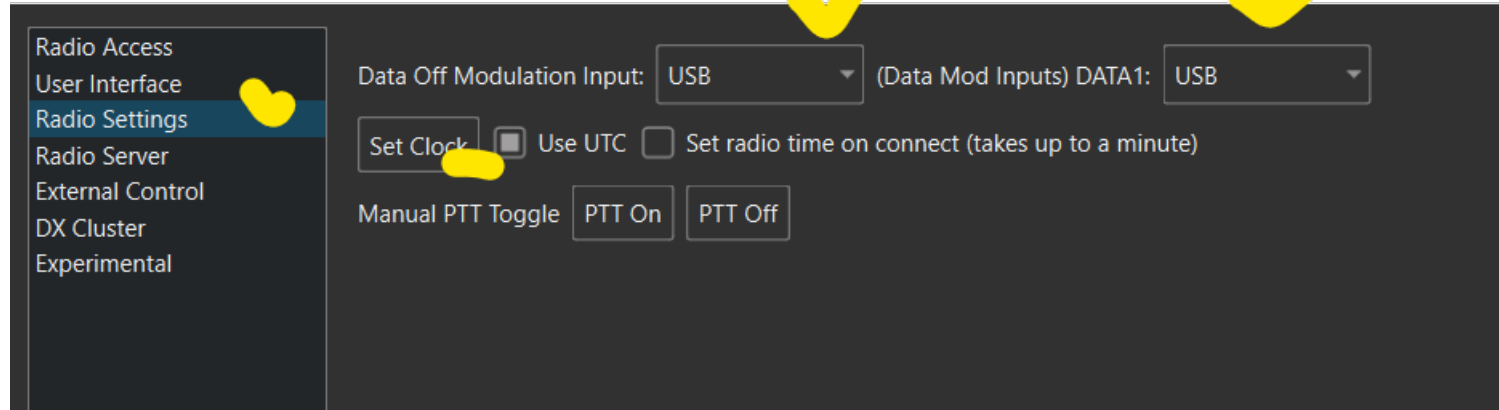 Radio Access
User Interface
Radio Settings
Radio Server
External Control
DX Cluster
Experimental
Data Off Modulation Input: USB (Data Mod Inputs) DATA1: USB
Set Clock Use UTC Set radio time on connect (takes up to a minute)
Manual PTT Toggle PTT On PTT Off